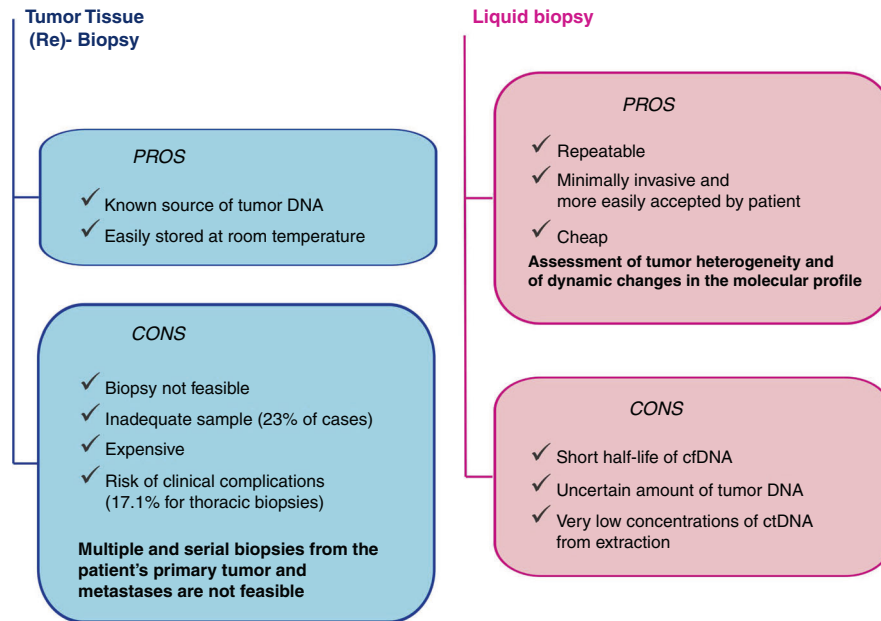 Tumor Tissue
(Re)- Biopsy
PROS
✓ Known source of tumor DNA
✓ Easily stored at room temperature
CONS
✓ Biopsy not feasible
✓ Inadequate sample (23% of cases)
✓ Expensive
✓ Risk of clinical complications
(17.1% for thoracic biopsies)
Multiple and serial biopsies from the
patient's primary tumor and
metastases are not feasible
Liquid biopsy
PROS
✓ Repeatable
✓ Minimally invasive and
more easily accepted by patient
✓ Cheap
Assessment of tumor heterogeneity and
of dynamic changes in the molecular profile
CONS
✓ Short half-life of cfDNA
✓ Uncertain amount of tumor DNA
✓ Very low concentrations of ctDNA
from extraction